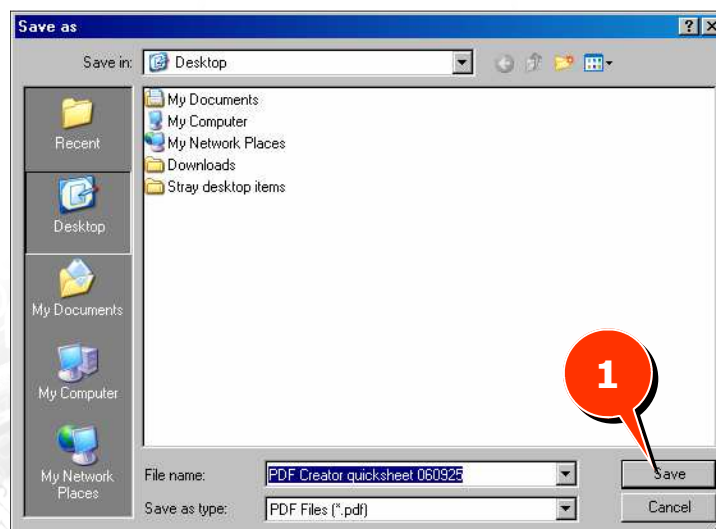 Save as
Save in: Desktop
My Documents
My Computer
My Network Places
Downloads
Stray desktop items
Recent
Desktop
My Documents
My Computer
My Network
Places
1
File name: PDF Creator quicksheet 060925 Save
Save as type: PDF Files (*.pdf) Cancel